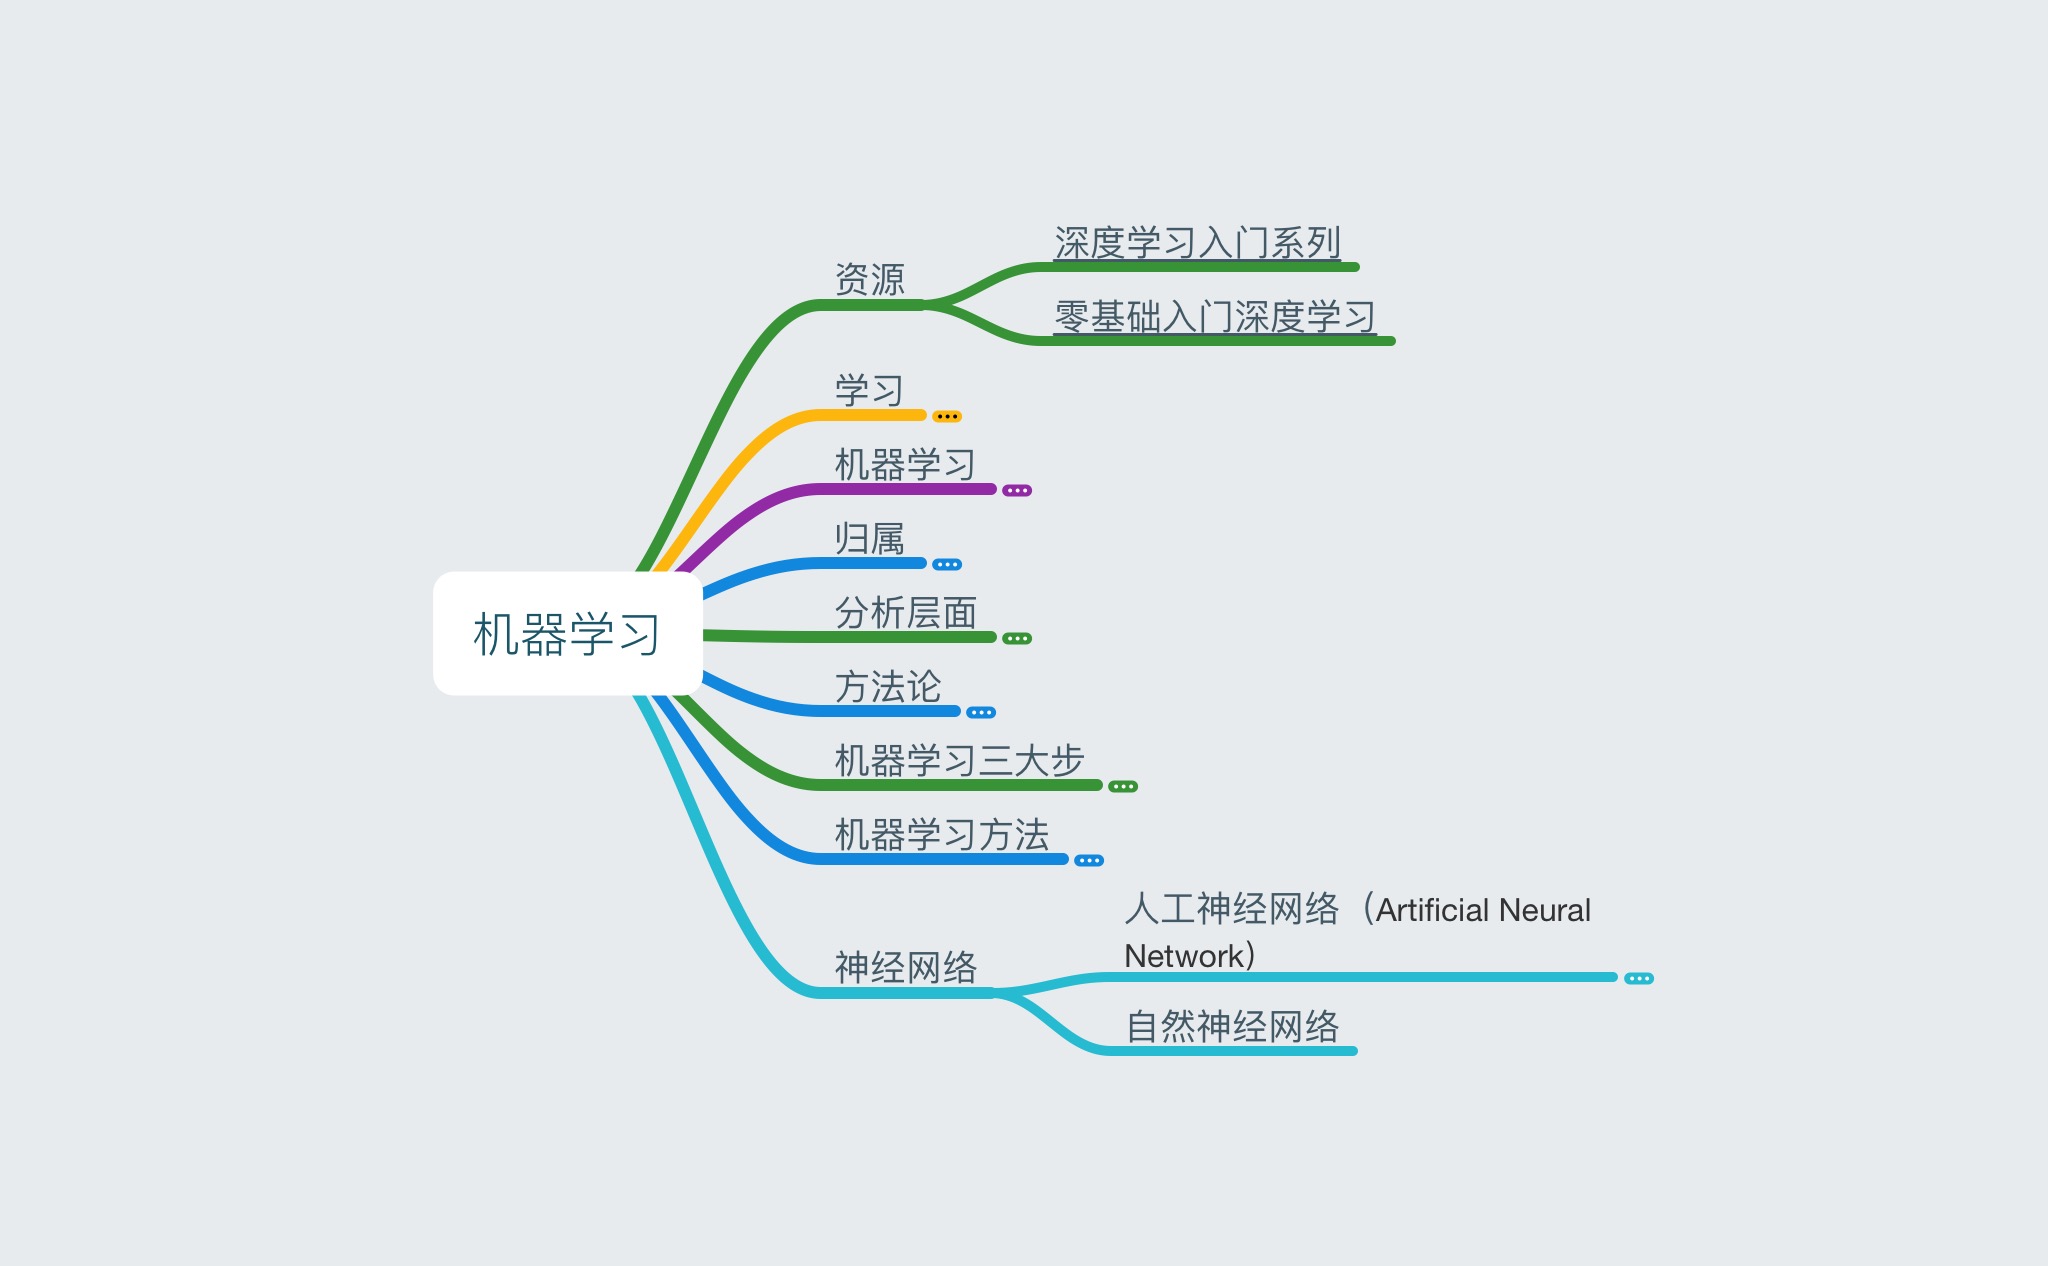 深度学习入门系列
资源
零基础入门深度学习
学习
机器学习
归属
分析层面
机器学习
方法论
机器学习三大步
机器学习方法
人工神经网络（Artificial Neural
Network）
神经网络
自然神经网络